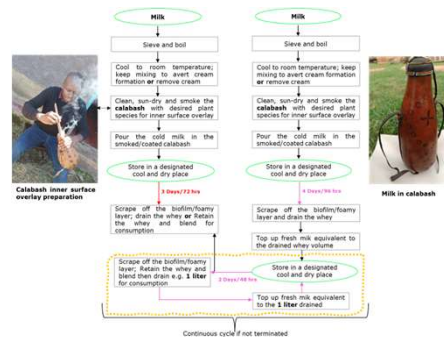 Milk
Sieve and boil
Cool to room temperature;
keep mixing to avert cream
formation or remove cream
Clean, sun-dry and smoke the
calabash with desired plant
species for inner surface overlay
Pour the cold milk in the
smoked/coated calabash
Store in a designated
cool and dry place
3 Days/72 hrs
Scrape off the biofilm/foamy
layer; drain the whey or Retain
the whey and blend for
consumption
Calabash inner surface
overlay preparation
Milk
Sieve and boil
Cool to room temperature;
keep mixing to avert cream
formation or remove cream
Clean, sun-dry and smoke the
calabash with desired plant
species for inner surface overlay
Pour the cold milk in the
smoked/coated calabash
Store in a designated
cool and dry place
4 Days/96 hrs
Scrape off the biofilm/foamy
layer and drain the whey
Top up fresh milk equivalent to
the drained whey volume
Milk in calabash
Scrape off the biofilm/foamy
layer; Retain the whey and
blend then drain e.g. 1 liter
for consumption
2 Days/48 hrs
Store in a designated
cool and dry place
Top up fresh milk equivalent
to the 1 liter drained
Continuous cycle if not terminated